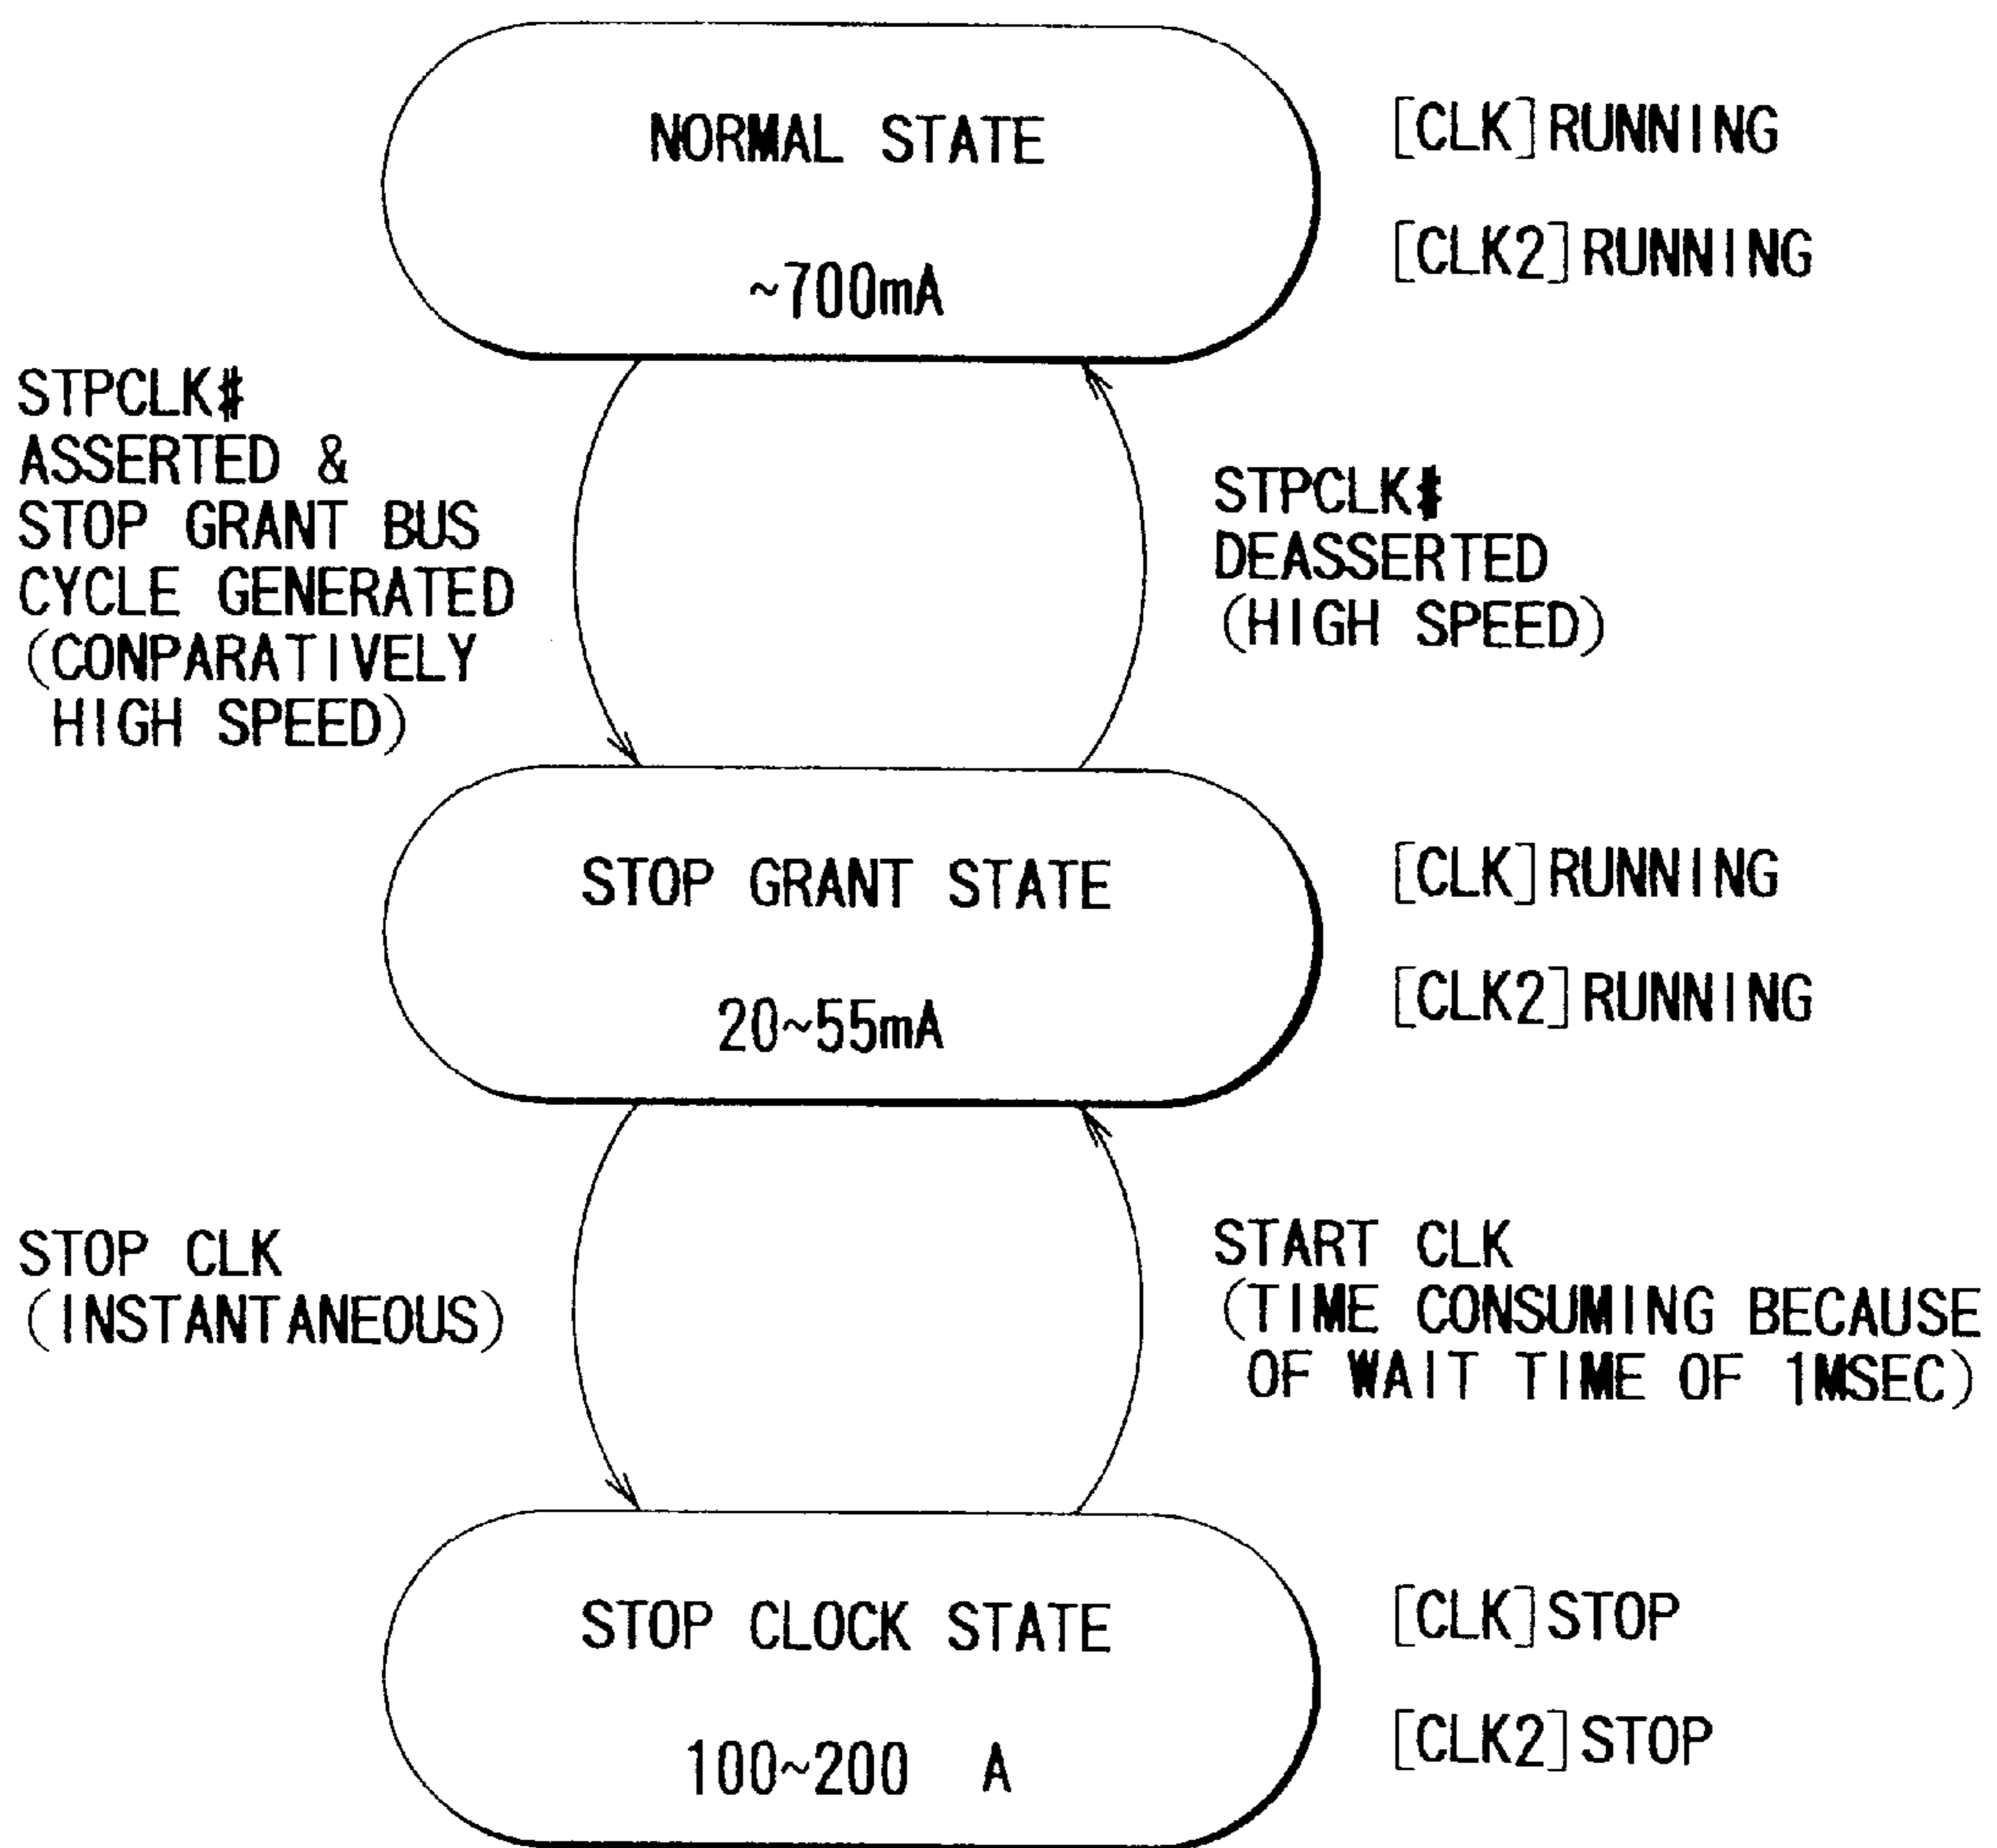 NORMAL STATE
~700mA
[CLK]RUNNING
[CLK2]RUNNING
STPCLK#
ASSERTED &
STOP GRANT BUS
CYCLE GENERATED
(CONPARATIVELY
HIGH SPEED)
STPCLK#
DEASSERTED
(HIGH SPEED)
STOP GRANT STATE
20~55mA
[CLK]RUNNING
[CLK2]RUNNING
STOP CLK
(INSTANTANEOUS)
START CLK
(TIME CONSUMING BECAUSE
OF WAIT TIME OF 1MSEC)
STOP CLOCK STATE
100~200 A
[CLK]STOP
[CLK2]STOP